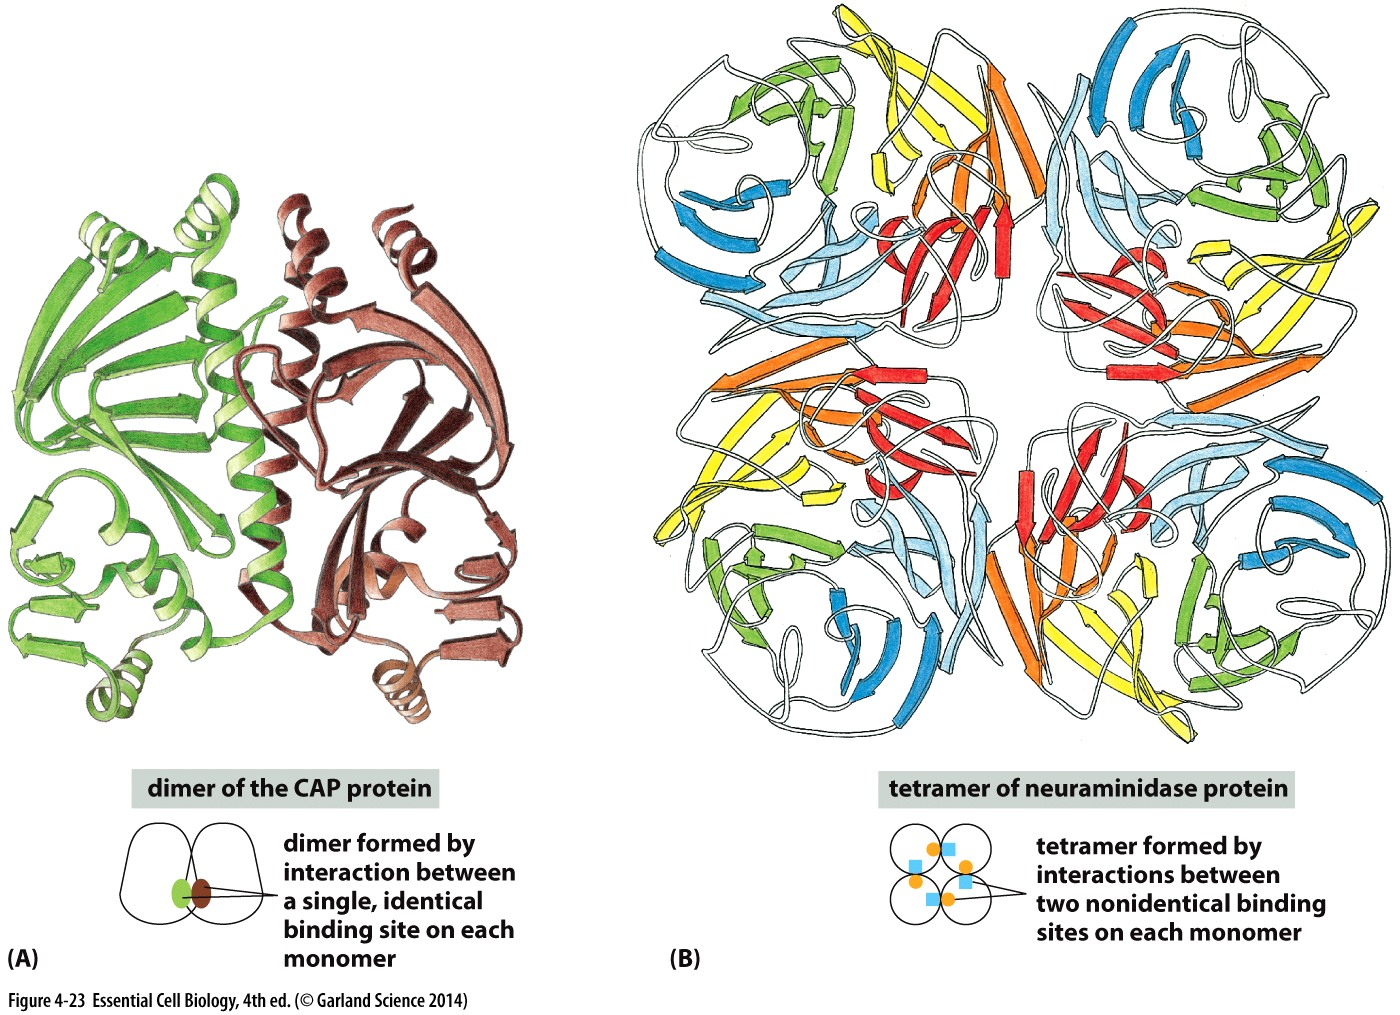 dimer of the CAP protein
dimer formed by
interaction between
a single, identical
binding site on each
monomer
(A)
tetramer of neuraminidase protein
tetramer formed by
interactions between
two nonidentical binding
sites on each monomer
(B)
Figure 4-23 Essential Cell Biology, 4th ed. (© Garland Science 2014)